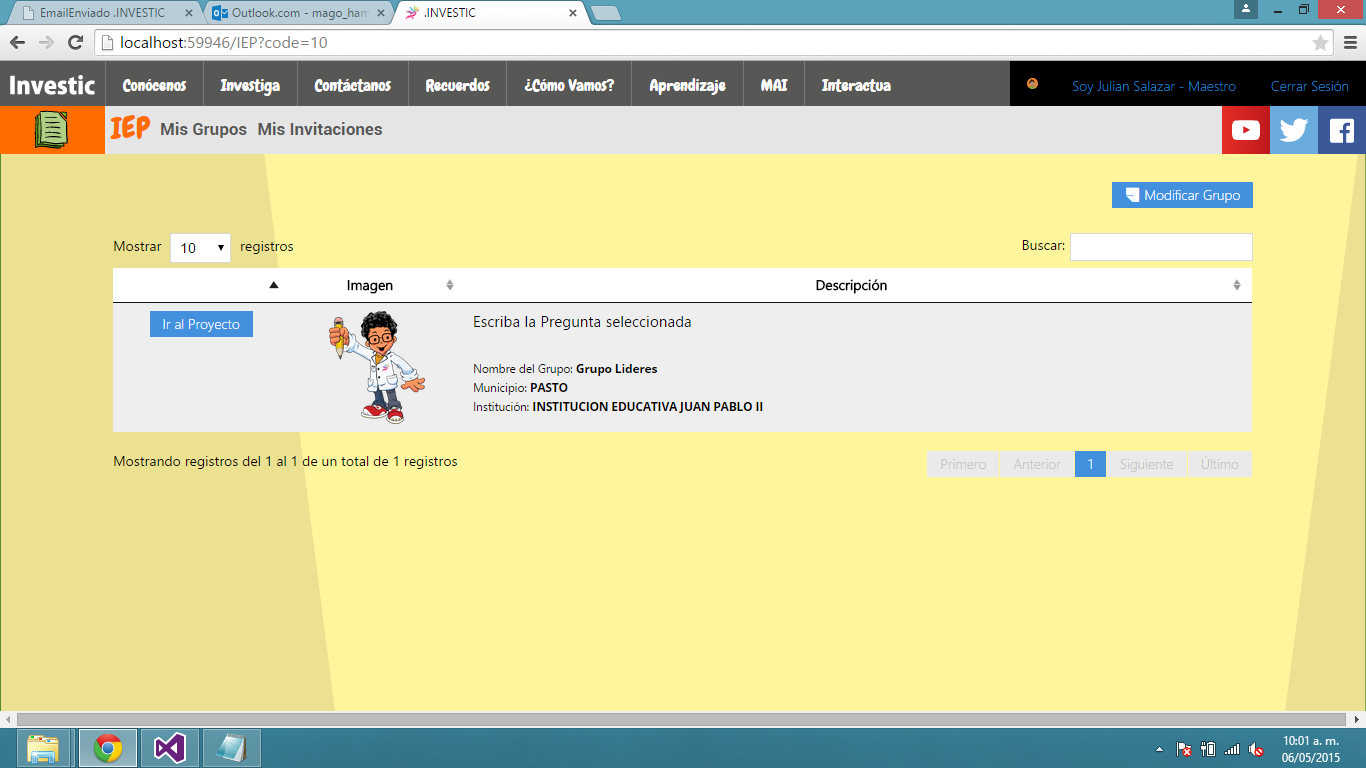 EmailEnviado .INVESTIC
Outlook.com - mago_ham
.INVESTIC
localhost:59946/IEP?code=10
Investic
Conócenos
Investiga
Contáctanos
Recuerdos
¿Cómo Vamos?
Aprendizaje
MAI
Interactua
Soy Julian Salazar - Maestro
Cerrar Sesión
IEP Mis Grupos Mis Invitaciones
Modificar Grupo
Mostrar 10 registros
Buscar:
Imagen
Descripción
Ir al Proyecto
Escriba la Pregunta seleccionada
Nombre del Grupo: Grupo Lideres
Municipio: PASTO
Institución: INSTITUCION EDUCATIVA JUAN PABLO II
Mostrando registros del 1 al 1 de un total de 1 registros
Primero Anterior 1 Siguiente Último
10:01 a. m.
06/05/2015